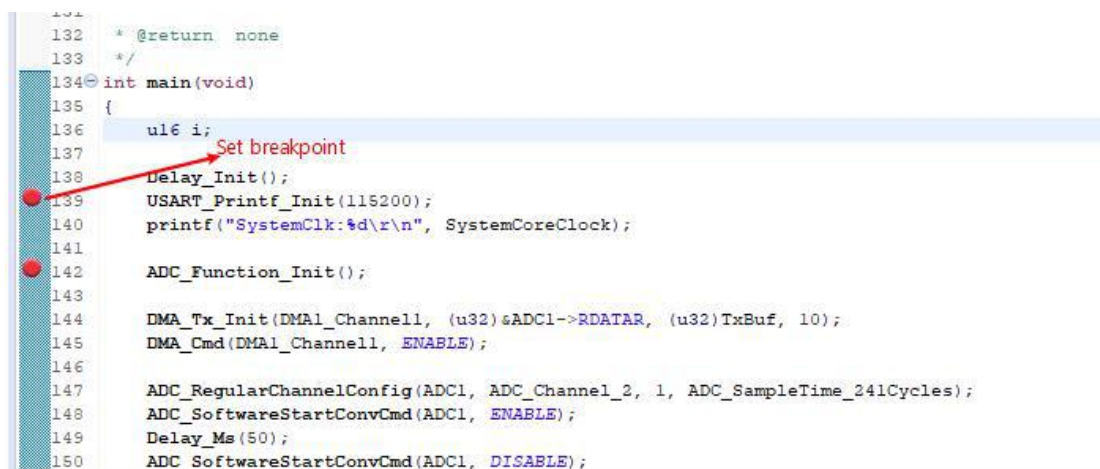 132 * @return none
133 */
134 int main(void)
135 {
136 u16 i;
137 Set breakpoint
138 Delay_Init();
139 USART_Printf_Init(115200);
140 printf("SystemClk:%d\r\n", SystemCoreClock);
141
142 ADC_Function_Init();
143
144 DMA_Tx_Init(DMA1_Channel1, (u32)&ADC1->RDATAR, (u32)TxBuf, 10);
145 DMA_Cmd(DMA1_Channel1, ENABLE);
146
147 ADC_RegularChannelConfig(ADC1, ADC_Channel_2, 1, ADC_SampleTime_241Cycles);
148 ADC_SoftwareStartConvCmd(ADC1, ENABLE);
149 Delay_Ms(50);
150 ADC_SoftwareStartConvCmd(ADC1, DISABLE);